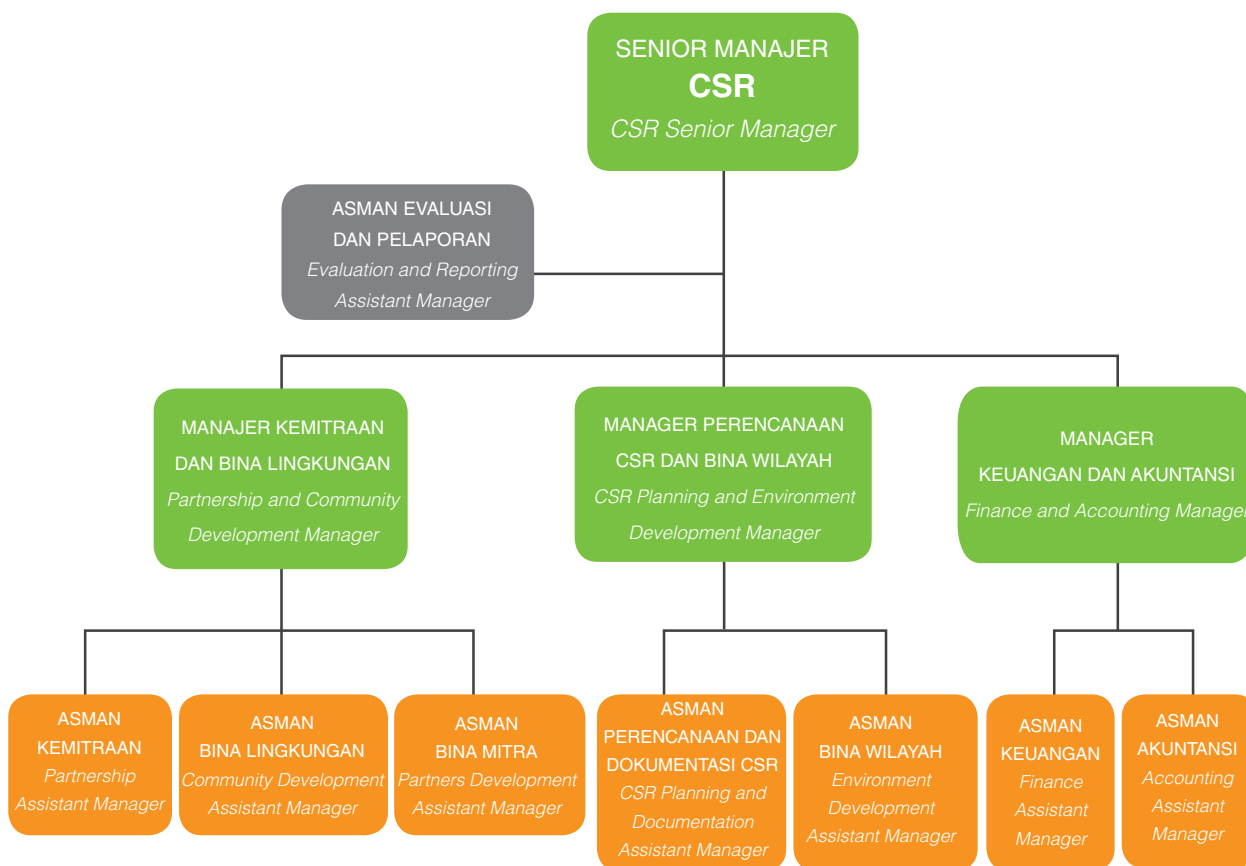 SENIOR MANAJER
CSR
CSR Senior Manager
ASMAN EVALUASI
DAN PELAPORAN
Evaluation and Reporting
Assistant Manager
MANAJER KEMITRAAN
DAN BINA LINGKUNGAN
Partnership and Community
Development Manager
MANAGER PERENCANAAN
CSR DAN BINA WILAYAH
CSR Planning and Environment
Development Manager
MANAGER
KEUANGAN DAN AKUNTANSI
Finance and Accounting Manager
ASMAN
KEMITRAAN
Partnership
Assistant Manager
ASMAN
BINA LINGKUNGAN
Community Development
Assistant Manager
ASMAN
BINA MITRA
Partners Development
Assistant Manager
ASMAN
PERENCANAAN DAN
DOKUMENTASI CSR
CSR Planning and
Documentation
Assistant Manager
ASMAN
BINA WILAYAH
Environment
Development
Assistant Manager
ASMAN
KEUANGAN
Finance
Assistant
Manager
ASMAN
AKUNTANSI
Accounting
Assistant
Manager